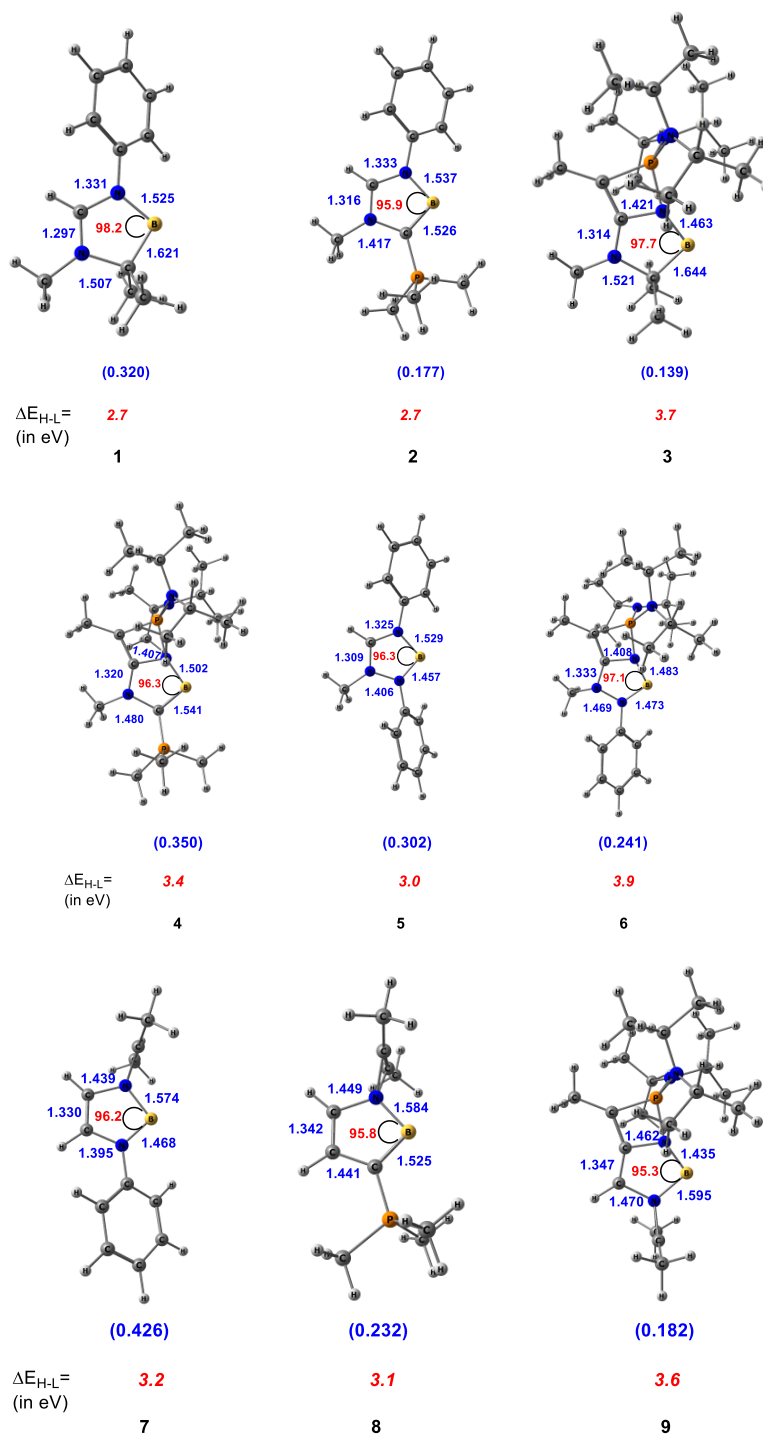 1.331 1.525
98.2
1.297 1.621
1.507
1.333 1.537
1.316 95.9
1.526
1.417
1.421 1.463
1.314 97.7
1.521 1.644
(0.320) (0.177) (0.139)
ΔE_H-L= 2.7 2.7 3.7
(in eV)
1 2 3
1.407 1.502
1.320 96.3
1.480 1.541
1.325 1.529
1.309 96.3
1.457
1.406
1.408 1.483
1.333 97.1
1.469 1.473
(0.350) (0.302) (0.241)
ΔE_H-L= 3.4 3.0 3.9
(in eV)
4 5 6
1.439 1.574
1.330 96.2
1.395 1.468
1.449 1.584
1.342 95.8
1.441 1.525
1.462 1.435
1.347 95.3
1.470 1.595
(0.426) (0.232) (0.182)
ΔE_H-L= 3.2 3.1 3.6
(in eV)
7 8 9